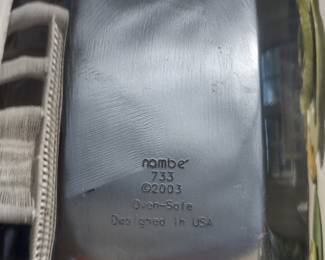 nambe
733
©2003
Oven-Safe
Designed in USA